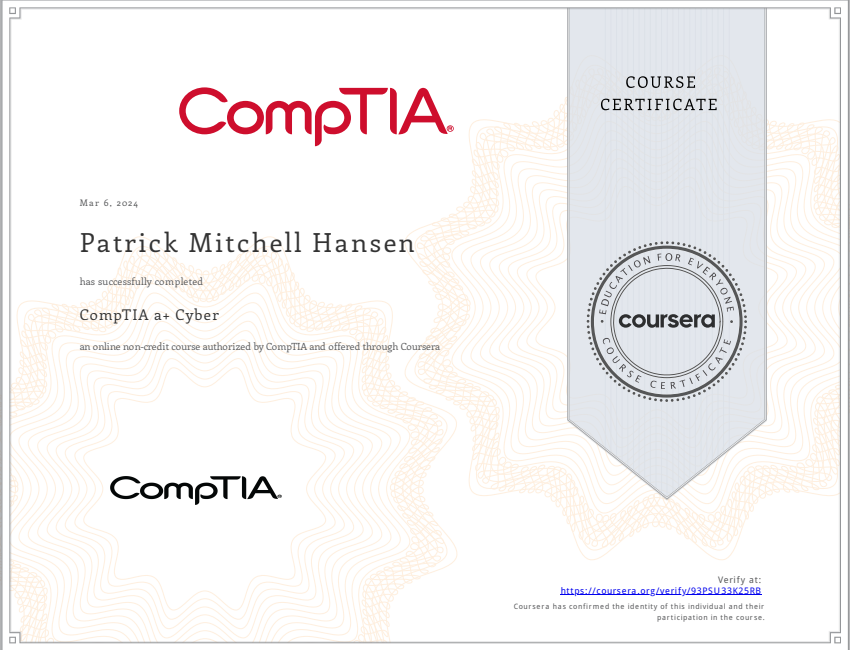 COURSE
CERTIFICATE
CompTIA®
Mar 6, 2024
Patrick Mitchell Hansen
has successfully completed
CompTIA a+ Cyber
an online non-credit course authorized by CompTIA and offered through Coursera
EDUCATION FOR EVERYONE
coursera
COURSE CERTIFICATE
CompTIA®
Verify at:
https://coursera.org/verify/93PSU33K25RB
Coursera has confirmed the identity of this individual and their
participation in the course.